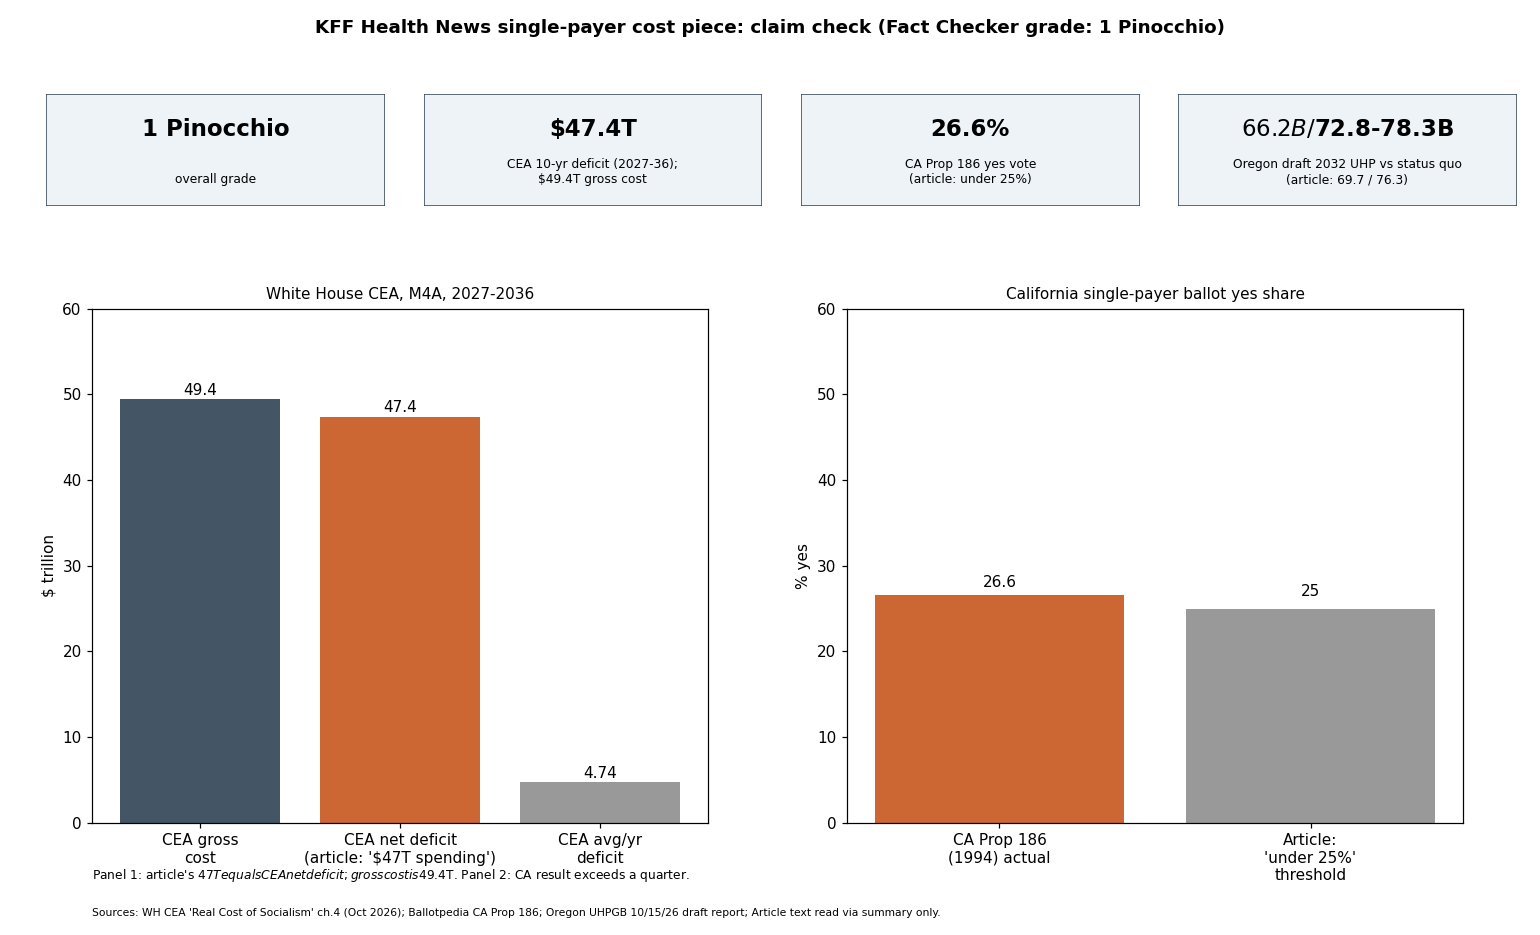 KFF Health News single-payer cost piece: claim check (Fact Checker grade: 1 Pinocchio)
1 Pinocchio
overall grade
$47.4T
CEA 10-yr deficit (2027-36);
$49.4T gross cost
26.6%
CA Prop 186 yes vote
(article: under 25%)
66.2B/72.8-78.3B
Oregon draft 2032 UHP vs status quo
(article: 69.7 / 76.3)
White House CEA, M4A, 2027-2036
60
50
40
30
20
10
0
$ trillion
49.4
47.4
4.74
CEA gross
cost
CEA net deficit
(article: '$47T spending')
CEA avg/yr
deficit
California single-payer ballot yes share
60
50
40
30
20
10
0
% yes
26.6
25
CA Prop 186
(1994) actual
Article:
'under 25%'
threshold
Panel 1: article's 47TequalsCEAnetdeficit;grosscostis49.4T. Panel 2: CA result exceeds a quarter.
Sources: WH CEA 'Real Cost of Socialism' ch.4 (Oct 2026); Ballotpedia CA Prop 186; Oregon UHPGB 10/15/26 draft report; Article text read via summary only.